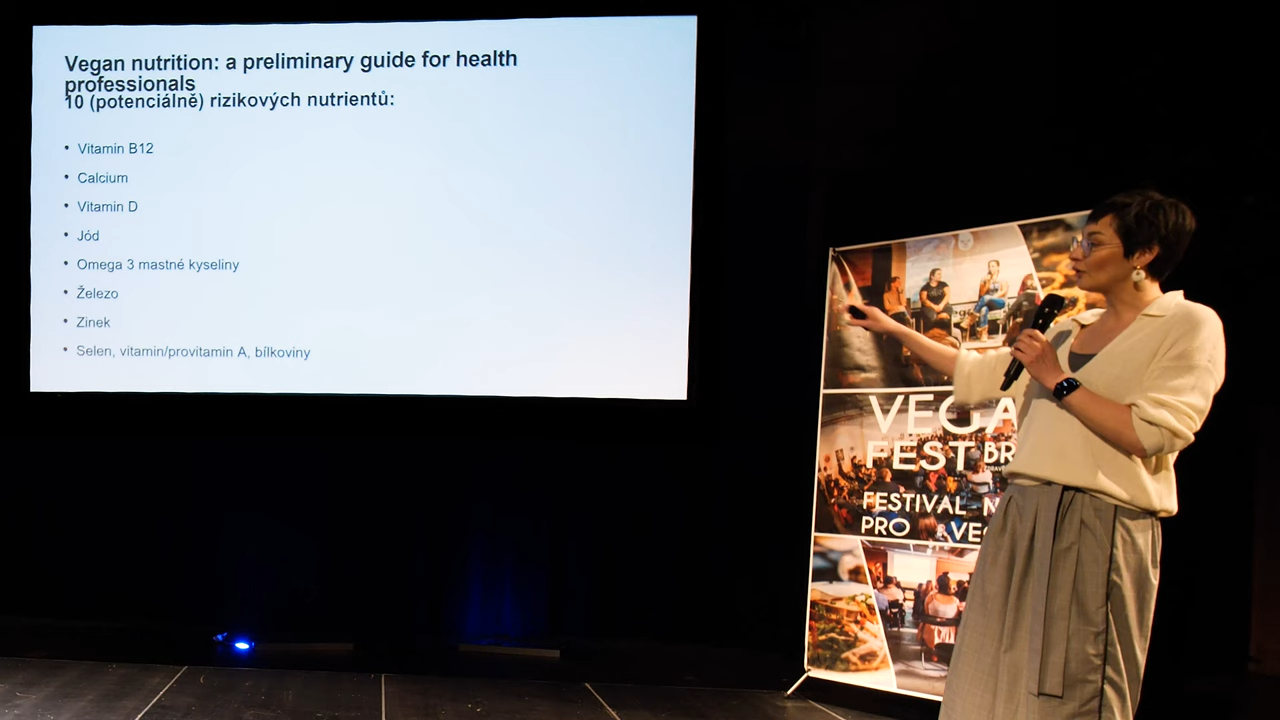 Vegan nutrition: a preliminary guide for health
professionals
10 (potenciálně) rizikových nutrientů:
• Vitamin B12
• Calcium
• Vitamin D
• Jód
• Omega 3 mastné kyseliny
• Železo
• Zinek
• Selen, vitamin/provitamin A, bílkoviny
VEGA
FEST BR
FESTIVAL N
PRO VE